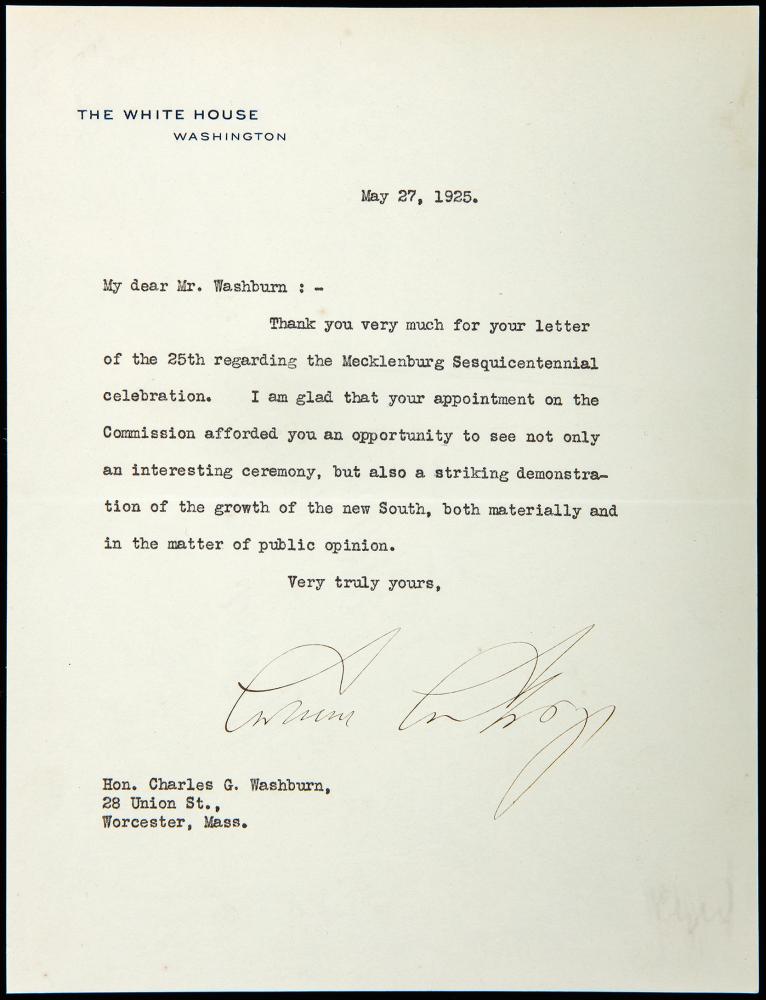 THE WHITE HOUSE
WASHINGTON
May 27, 1925.
My dear Mr. Washburn : -
Thank you very much for your letter
of the 25th regarding the Mecklenburg Sesquicentennial
celebration. I am glad that your appointment on the
Commission afforded you an opportunity to see not only
an interesting ceremony, but also a striking demonstra-
tion of the growth of the new South, both materially and
in the matter of public opinion.
Very truly yours,
Calvin Coolidge
Hon. Charles G. Washburn,
28 Union St.,
Worcester, Mass.